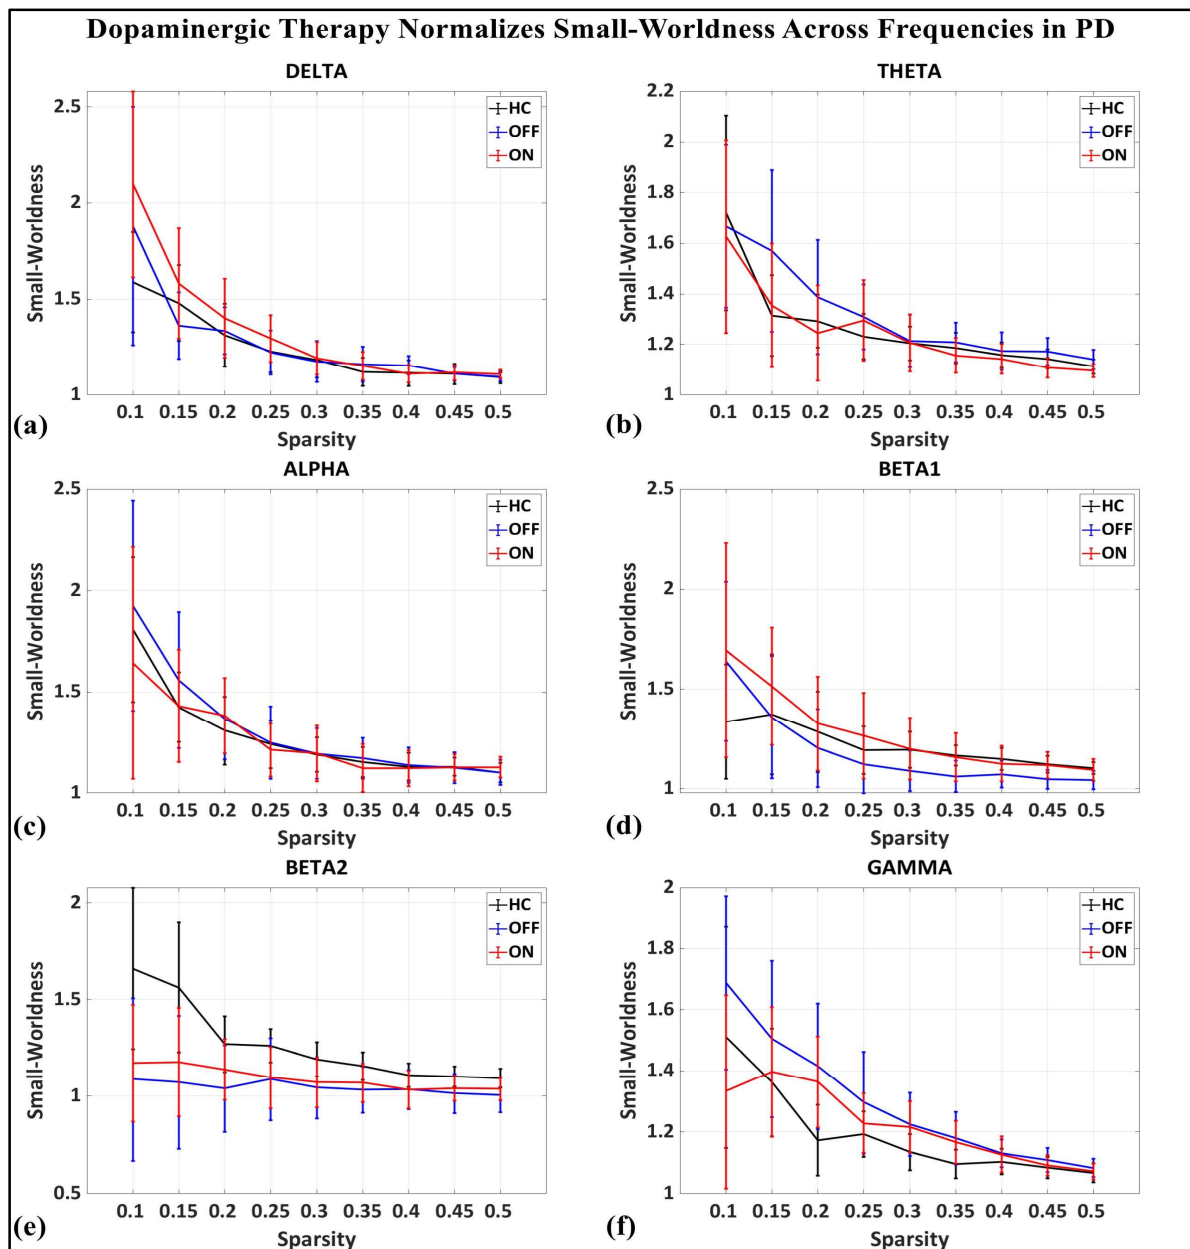 Dopaminergic Therapy Normalizes Small-Worldness Across Frequencies in PD
DELTA
Small-Worldness
2.5
2
1.5
1
HC
OFF
ON
0.1 0.15 0.2 0.25 0.3 0.35 0.4 0.45 0.5
(a)
Sparsity
THETA
Small-Worldness
2.2
2
1.8
1.6
1.4
1.2
1
HC
OFF
ON
0.1 0.15 0.2 0.25 0.3 0.35 0.4 0.45 0.5
(b)
Sparsity
ALPHA
Small-Worldness
2.5
2
1.5
1
HC
OFF
ON
0.1 0.15 0.2 0.25 0.3 0.35 0.4 0.45 0.5
(c)
Sparsity
BETA1
Small-Worldness
2.5
2
1.5
1
HC
OFF
ON
0.1 0.15 0.2 0.25 0.3 0.35 0.4 0.45 0.5
(d)
Sparsity
BETA2
Small-Worldness
2
1.5
1
0.5
HC
OFF
ON
0.1 0.15 0.2 0.25 0.3 0.35 0.4 0.45 0.5
(e)
Sparsity
GAMMA
Small-Worldness
2
1.8
1.6
1.4
1.2
1
HC
OFF
ON
0.1 0.15 0.2 0.25 0.3 0.35 0.4 0.45 0.5
(f)
Sparsity